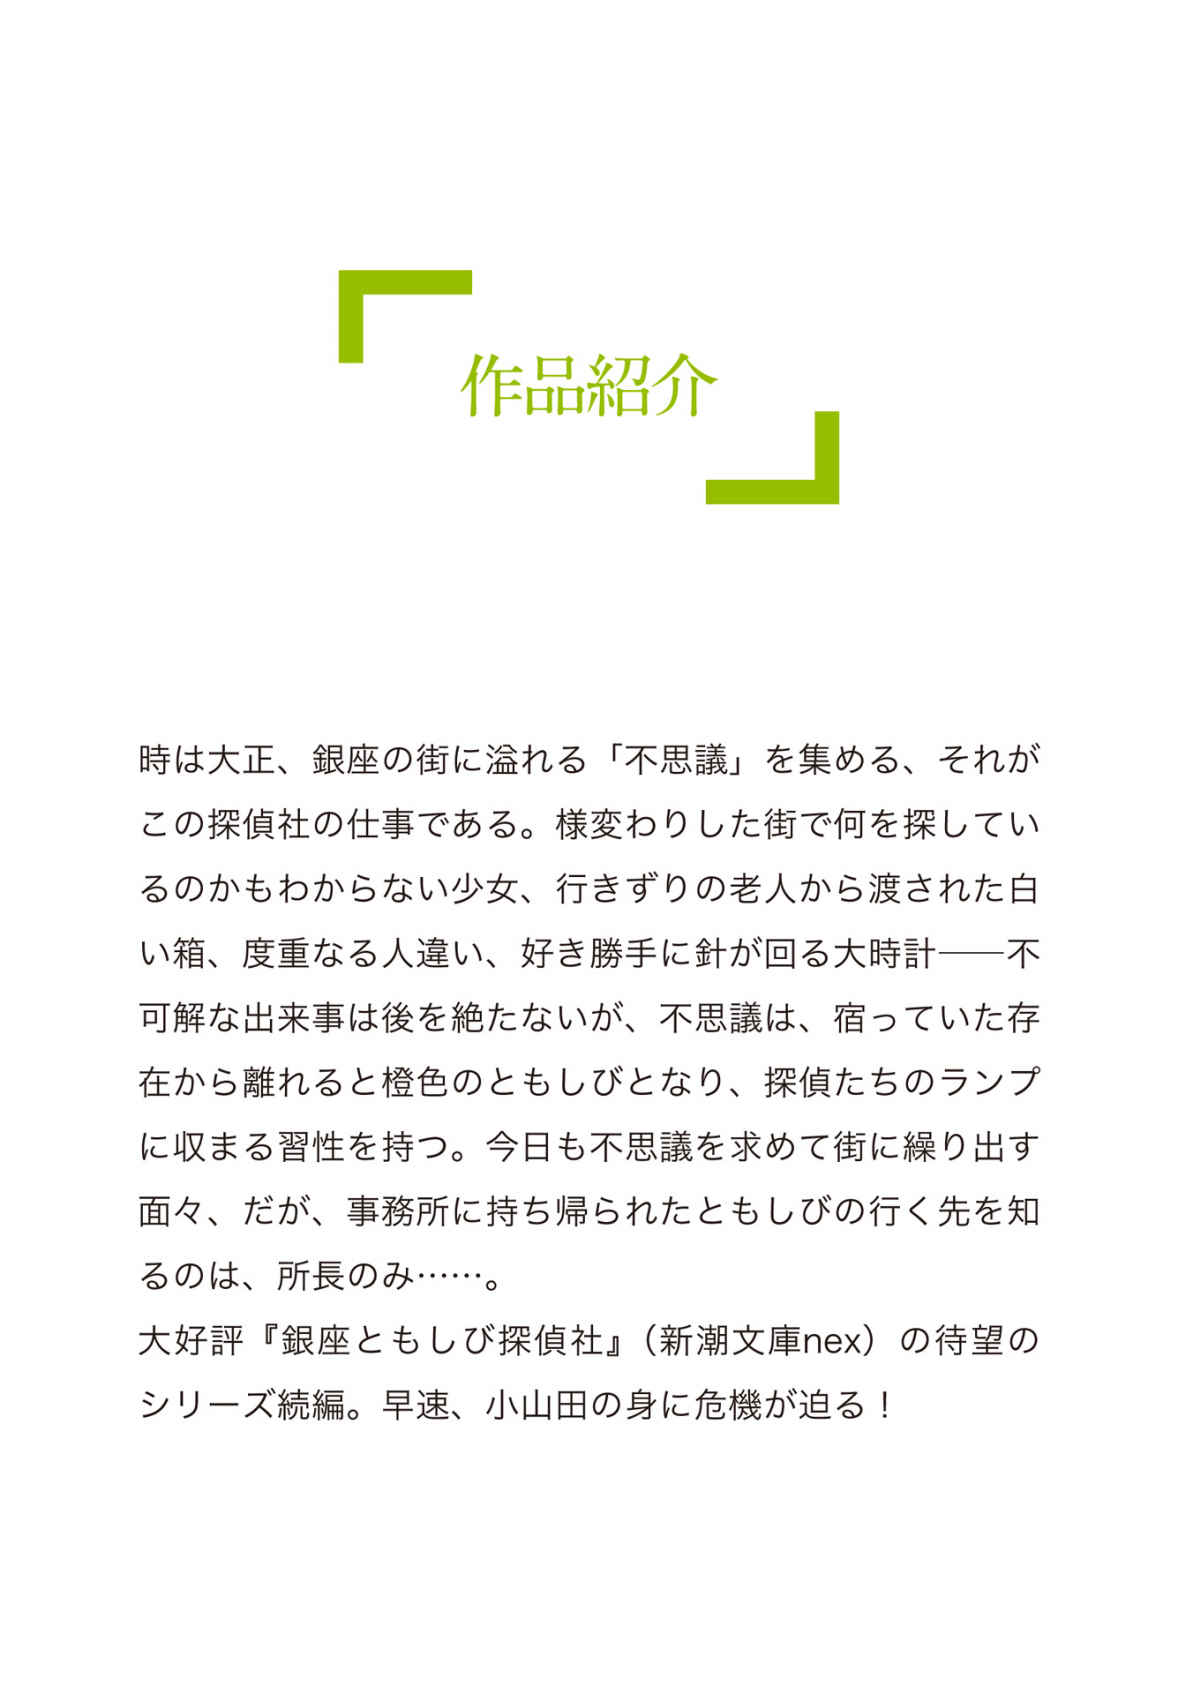 作品紹介
時は大正、銀座の街に溢れる「不思議」を集める、それが
この探偵社の仕事である。様変わりした街で何を探してい
るのかもわからない少女、行きずりの老人から渡された白
い箱、度重なる人違い、好き勝手に針が回る大時計――不
可解な出来事は後を絶たないが、不思議は、宿っていた存
在から離れると橙色のともしびとなり、探偵たちのランプ
に収まる習性を持つ。今日も不思議を求めて街に繰り出す
面々、だが、事務所に持ち帰られたともしびの行く先を知
るのは、所長のみ……。
大好評『銀座ともしび探偵社』（新潮文庫nex）の待望の
シリーズ続編。早速、小山田の身に危機が迫る！